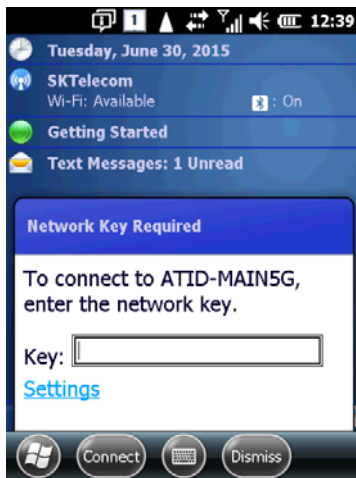 1 12:39
Tuesday, June 30, 2015
SKTelecom
Wi-Fi: Available : On
Getting Started
Text Messages: 1 Unread
Network Key Required
To connect to ATID-MAIN5G,
enter the network key.
Key:
Settings
Connect Dismiss